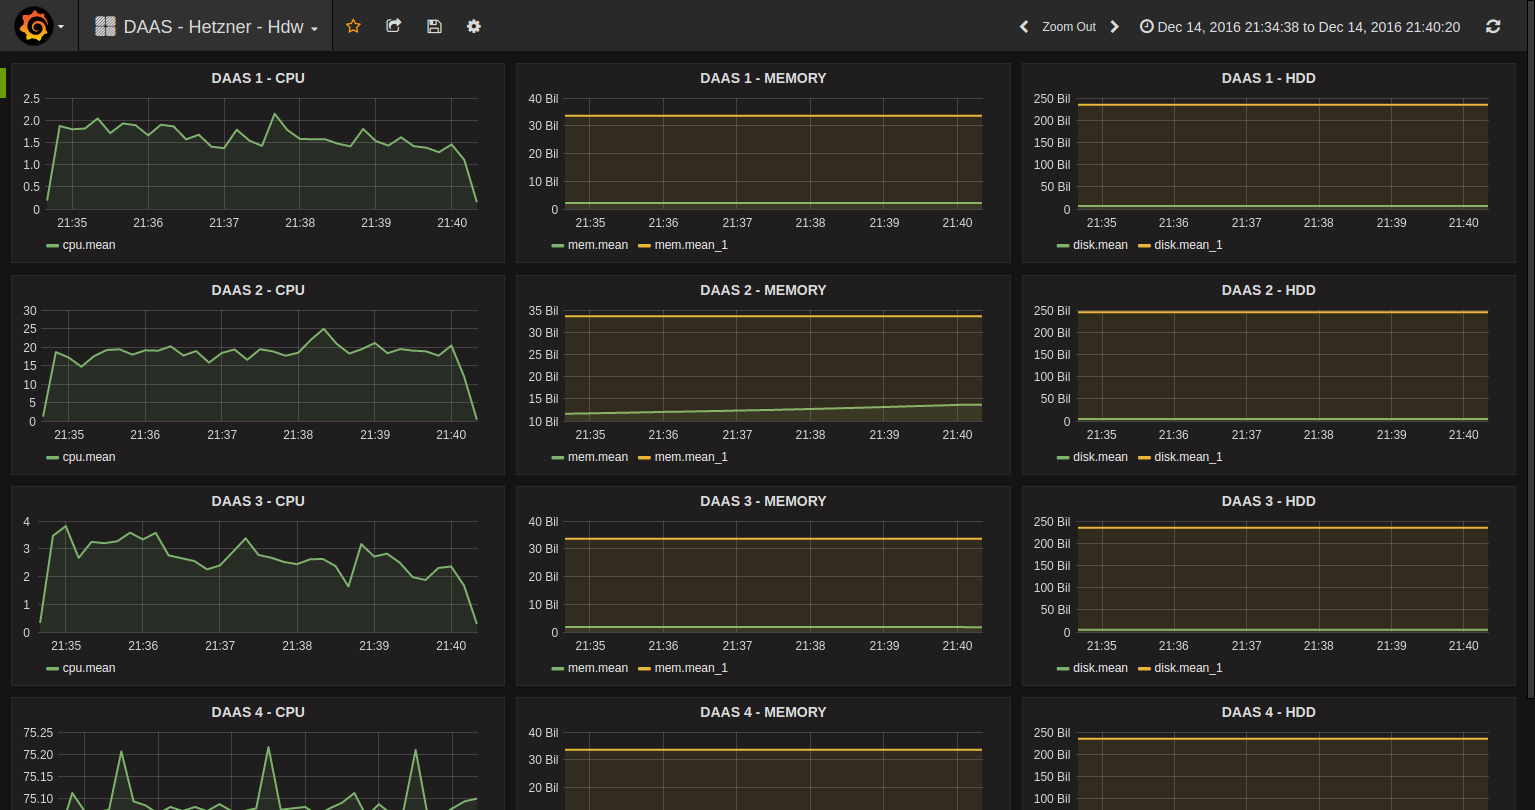 DAAS - Hetzner - Hdw
Zoom Out
Dec 14, 2016 21:34:38 to Dec 14, 2016 21:40:20
DAAS 1 - CPU
2.5
2.0
1.5
1.0
0.5
0
21:35 21:36 21:37 21:38 21:39 21:40
cpu.mean
DAAS 1 - MEMORY
40 Bil
30 Bil
20 Bil
10 Bil
0
21:35 21:36 21:37 21:38 21:39 21:40
mem.mean mem.mean_1
DAAS 1 - HDD
250 Bil
200 Bil
150 Bil
100 Bil
50 Bil
0
21:35 21:36 21:37 21:38 21:39 21:40
disk.mean disk.mean_1
DAAS 2 - CPU
30
25
20
15
10
5
0
21:35 21:36 21:37 21:38 21:39 21:40
cpu.mean
DAAS 2 - MEMORY
35 Bil
30 Bil
25 Bil
20 Bil
15 Bil
10 Bil
21:35 21:36 21:37 21:38 21:39 21:40
mem.mean mem.mean_1
DAAS 2 - HDD
250 Bil
200 Bil
150 Bil
100 Bil
50 Bil
0
21:35 21:36 21:37 21:38 21:39 21:40
disk.mean disk.mean_1
DAAS 3 - CPU
4
3
2
1
0
21:35 21:36 21:37 21:38 21:39 21:40
cpu.mean
DAAS 3 - MEMORY
40 Bil
30 Bil
20 Bil
10 Bil
0
21:35 21:36 21:37 21:38 21:39 21:40
mem.mean mem.mean_1
DAAS 3 - HDD
250 Bil
200 Bil
150 Bil
100 Bil
50 Bil
0
21:35 21:36 21:37 21:38 21:39 21:40
disk.mean disk.mean_1
DAAS 4 - CPU
75.25
75.20
75.15
75.10
DAAS 4 - MEMORY
40 Bil
30 Bil
20 Bil
DAAS 4 - HDD
250 Bil
200 Bil
150 Bil
100 Bil